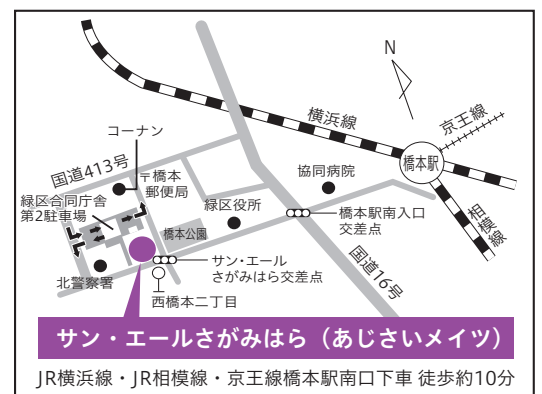 N
横浜線
京王線
橋本駅
相模線
コーナン
国道413号
〒橋本
郵便局
協同病院
緑区合同庁舎
第2駐車場
緑区役所
橋本公園
橋本駅南入口
交差点
サン・エール
さがみはら交差点
国道16号
北警察署
西橋本二丁目
サン・エールさがみはら（あじさいメイツ）
JR横浜線・JR相模線・京王線橋本駅南口下車 徒歩約10分